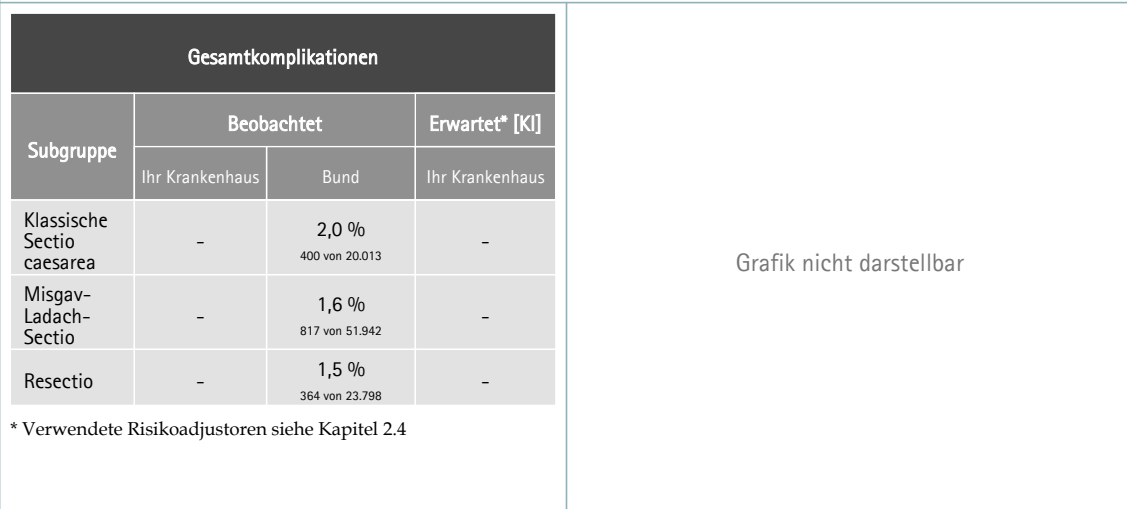 Gesamtkomplikationen
Subgruppe
Beobachtet
Erwartet* [KI]
Ihr Krankenhaus
Bund
Ihr Krankenhaus
Klassische
Sectio
caesarea
-
2,0 %
400 von 20.013
-
Misgav-
Ladach-
Sectio
-
1,6 %
817 von 51.942
-
Resectio
-
1,5 %
364 von 23.798
-
* Verwendete Risikoadjustoren siehe Kapitel 2.4
Grafik nicht darstellbar